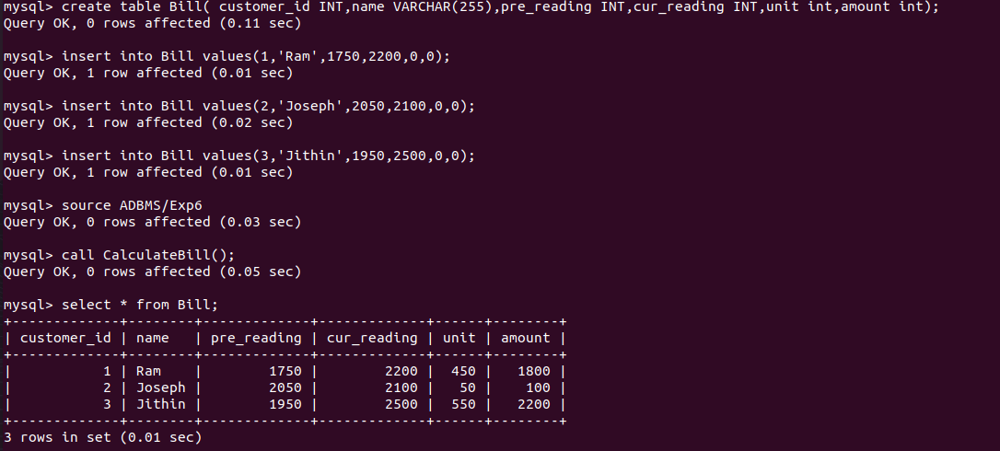 mysql> create table Bill( customer_id INT,name VARCHAR(255),pre_reading INT,cur_reading INT,unit int,amount int);
Query OK, 0 rows affected (0.11 sec)

mysql> insert into Bill values(1,'Ram',1750,2200,0,0);
Query OK, 1 row affected (0.01 sec)

mysql> insert into Bill values(2,'Joseph',2050,2100,0,0);
Query OK, 1 row affected (0.02 sec)

mysql> insert into Bill values(3,'Jithin',1950,2500,0,0);
Query OK, 1 row affected (0.01 sec)

mysql> source ADBMS/Exp6
Query OK, 0 rows affected (0.03 sec)

mysql> call CalculateBill();
Query OK, 0 rows affected (0.05 sec)

mysql> select * from Bill;
+-------------+--------+-------------+-------------+------+--------+
| customer_id | name   | pre_reading | cur_reading | unit | amount |
+-------------+--------+-------------+-------------+------+--------+
|           1 | Ram    |        1750 |        2200 |  450 |   1800 |
|           2 | Joseph |        2050 |        2100 |   50 |    100 |
|           3 | Jithin |        1950 |        2500 |  550 |   2200 |
+-------------+--------+-------------+-------------+------+--------+
3 rows in set (0.01 sec)